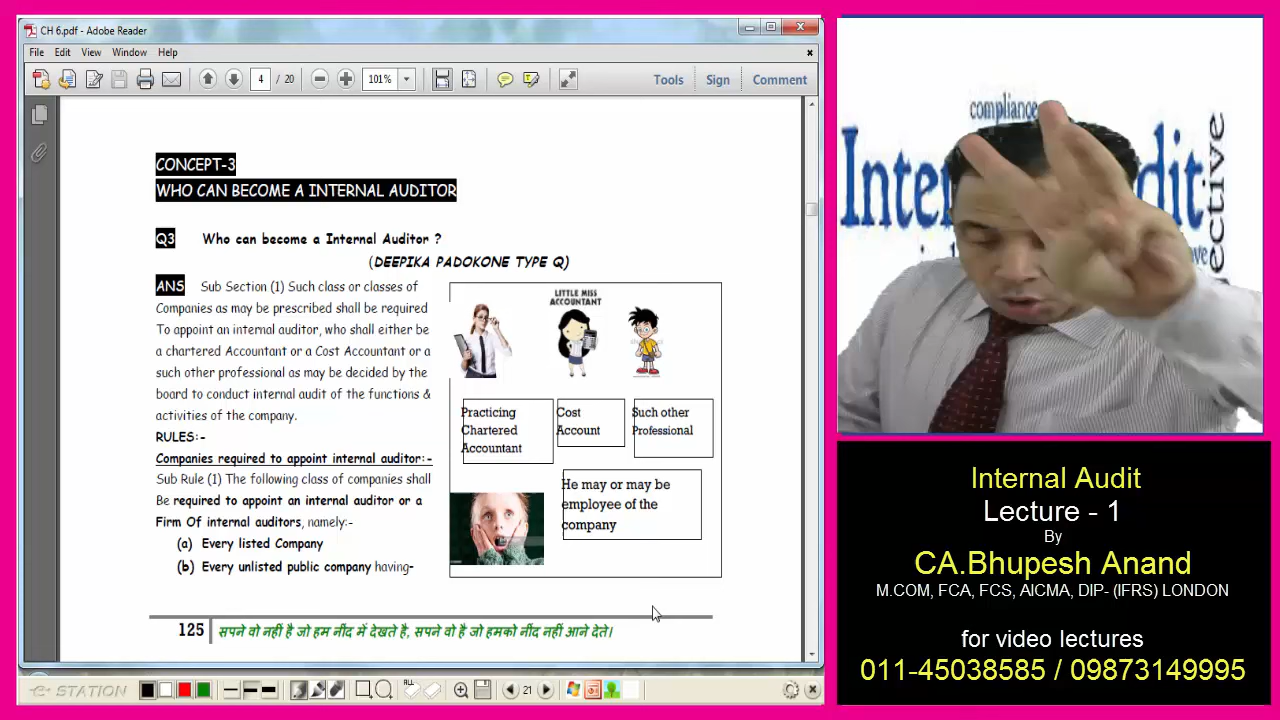 CH 6.pdf - Adobe Reader
File Edit View Window Help
4 / 20 101% Tools Sign Comment
CONCEPT-3
WHO CAN BECOME A INTERNAL AUDITOR
Q3 Who can become a Internal Auditor ?
(DEEPIKA PADOKONE TYPE Q)
ANS Sub Section (1) Such class or classes of
Companies as may be prescribed shall be required
To appoint an internal auditor, who shall either be
a chartered Accountant or a Cost Accountant or a
such other professional as may be decided by the
board to conduct internal audit of the functions &
activities of the company.
RULES:-
Companies required to appoint internal auditor:-
Sub Rule (1) The following class of companies shall
Be required to appoint an internal auditor or a
Firm Of internal auditors, namely:-
(a) Every listed Company
(b) Every unlisted public company having-
LITTLE MISS
ACCOUNTANT
Practicing
Chartered
Accountant
Cost
Account
Such other
Professional
He may or may be
employee of the
company
125 सपने वो नहीं है जो हम नींद में देखते है, सपने वो है जो हमको नींद नहीं आने देते।
e-STATION
ALL
21
compliance
Internal Audit
ective
Internal Audit
Lecture - 1
By
CA.Bhupesh Anand
M.COM, FCA, FCS, AICMA, DIP- (IFRS) LONDON
for video lectures
011-45038585 / 09873149995